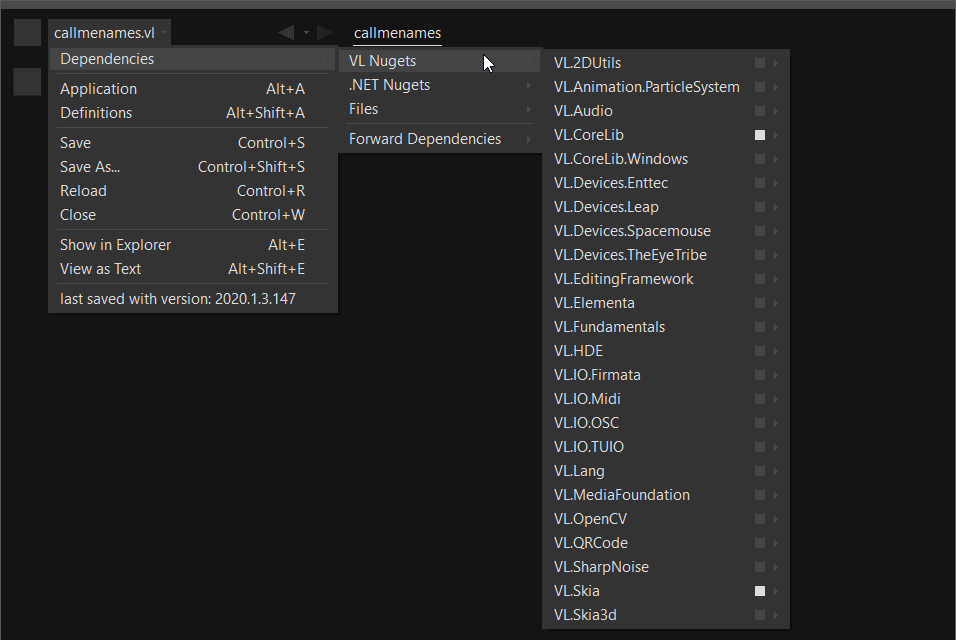 callmenames.vl
callmenames
Dependencies
Application Alt+A
Definitions Alt+Shift+A
Save Control+S
Save As... Control+Shift+S
Reload Control+R
Close Control+W
Show in Explorer Alt+E
View as Text Alt+Shift+E
last saved with version: 2020.1.3.147
VL Nugets
.NET Nugets
Files
Forward Dependencies
VL.2DUtils
VL.Animation.ParticleSystem
VL.Audio
VL.CoreLib
VL.CoreLib.Windows
VL.Devices.Enttec
VL.Devices.Leap
VL.Devices.Spacemouse
VL.Devices.TheEyeTribe
VL.EditingFramework
VL.Elementa
VL.Fundamentals
VL.HDE
VL.IO.Firmata
VL.IO.Midi
VL.IO.OSC
VL.IO.TUIO
VL.Lang
VL.MediaFoundation
VL.OpenCV
VL.QRCode
VL.SharpNoise
VL.Skia
VL.Skia3d